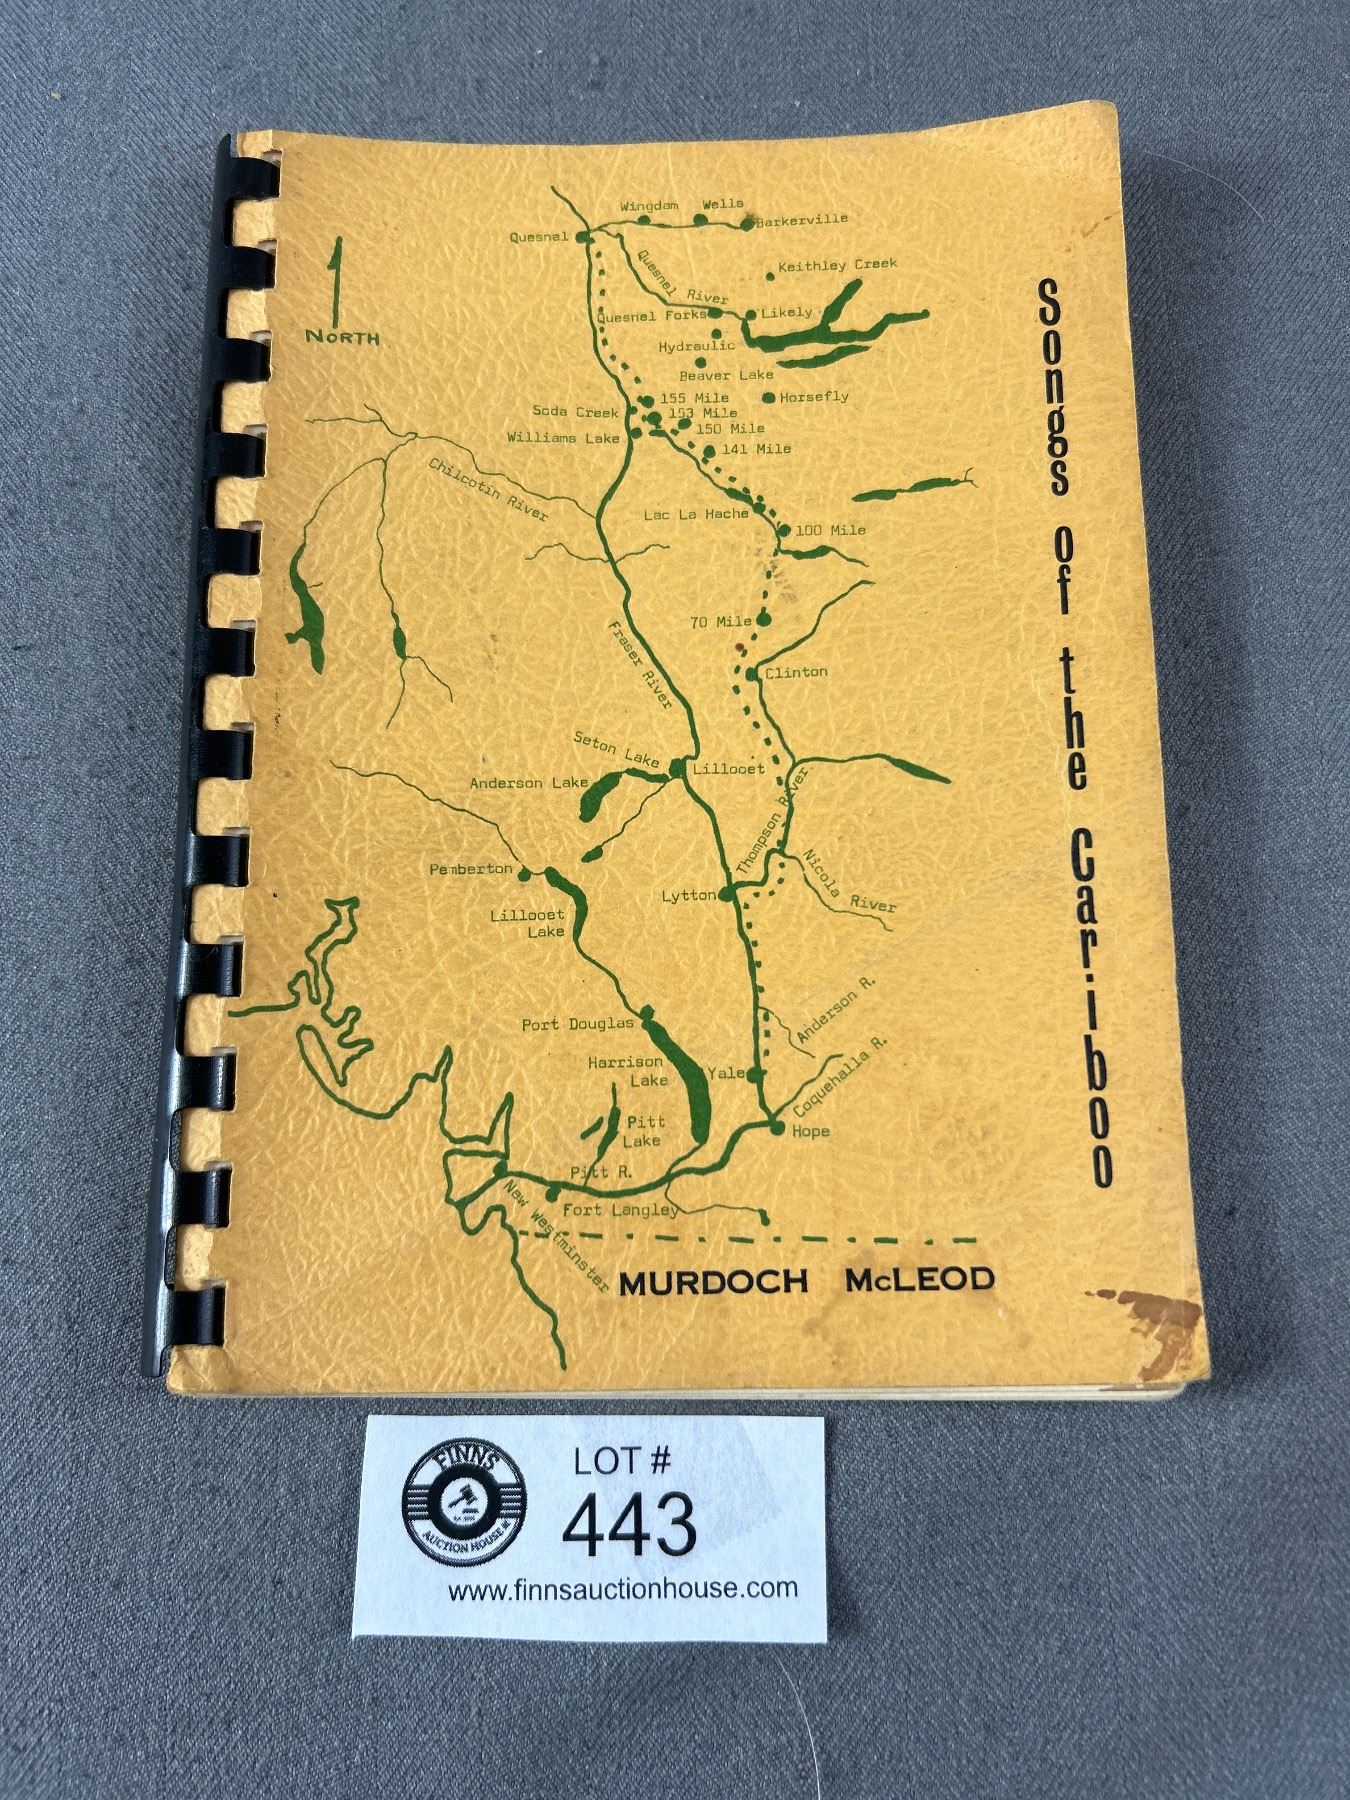 Wingdam Wells
Quesnel Barkerville
Keithley Creek
NORTH
Quesnel River
Quesnel Forks Likely
Hydraulic
Beaver Lake
155 Mile Horsefly
Soda Creek 153 Mile
150 Mile
Williams Lake
141 Mile
Chilcotin River
Lac La Hache
100 Mile
70 Mile
Fraser River
Clinton
Seton Lake
Lillooet
Anderson Lake
Thompson River
Pemberton
Nicola River
Lytton
Lillooet
Lake
Anderson R.
Port Douglas
Harrison
Lake
Yale
Coquehalla R.
Pitt
Lake
Hope
Pitt R.
Fort Langley
New Westminster
Songs of the Cariboo
MURDOCH McLEOD
FINNS
AUCTION HOUSE
LOT #
443
www.finnsauctionhouse.com